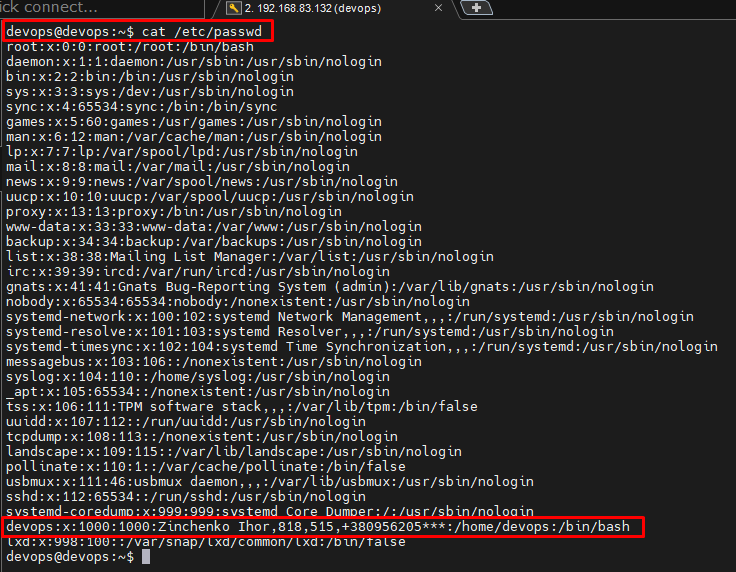 ick connect...
2. 192.168.83.132 (devops)
devops@devops:~$ cat /etc/passwd
root:x:0:0:root:/root:/bin/bash
daemon:x:1:1:daemon:/usr/sbin:/usr/sbin/nologin
bin:x:2:2:bin:/bin:/usr/sbin/nologin
sys:x:3:3:sys:/dev:/usr/sbin/nologin
sync:x:4:65534:sync:/bin:/bin/sync
games:x:5:60:games:/usr/games:/usr/sbin/nologin
man:x:6:12:man:/var/cache/man:/usr/sbin/nologin
lp:x:7:7:lp:/var/spool/lpd:/usr/sbin/nologin
mail:x:8:8:mail:/var/mail:/usr/sbin/nologin
news:x:9:9:news:/var/spool/news:/usr/sbin/nologin
uucp:x:10:10:uucp:/var/spool/uucp:/usr/sbin/nologin
proxy:x:13:13:proxy:/bin:/usr/sbin/nologin
www-data:x:33:33:www-data:/var/www:/usr/sbin/nologin
backup:x:34:34:backup:/var/backups:/usr/sbin/nologin
list:x:38:38:Mailing List Manager:/var/list:/usr/sbin/nologin
irc:x:39:39:ircd:/var/run/ircd:/usr/sbin/nologin
gnats:x:41:41:Gnats Bug-Reporting System (admin):/var/lib/gnats:/usr/sbin/nologin
nobody:x:65534:65534:nobody:/nonexistent:/usr/sbin/nologin
systemd-network:x:100:102:systemd Network Management,,,:/run/systemd:/usr/sbin/nologin
systemd-resolve:x:101:103:systemd Resolver,,,:/run/systemd:/usr/sbin/nologin
systemd-timesync:x:102:104:systemd Time Synchronization,,,:/run/systemd:/usr/sbin/nologin
messagebus:x:103:106::/nonexistent:/usr/sbin/nologin
syslog:x:104:110::/home/syslog:/usr/sbin/nologin
_apt:x:105:65534::/nonexistent:/usr/sbin/nologin
tss:x:106:111:TPM software stack,,,:/var/lib/tpm:/bin/false
uuidd:x:107:112::/run/uuidd:/usr/sbin/nologin
tcpdump:x:108:113::/nonexistent:/usr/sbin/nologin
landscape:x:109:115::/var/lib/landscape:/usr/sbin/nologin
pollinate:x:110:1::/var/cache/pollinate:/bin/false
usbmux:x:111:46:usbmux daemon,,,:/var/lib/usbmux:/usr/sbin/nologin
sshd:x:112:65534::/run/sshd:/usr/sbin/nologin
systemd-coredump:x:999:999:systemd Core Dumper:/:/usr/sbin/nologin
devops:x:1000:1000:Zinchenko Ihor,818,515,+380956205***:/home/devops:/bin/bash
lxd:x:998:100::/var/snap/lxd/common/lxd:/bin/false
devops@devops:~$